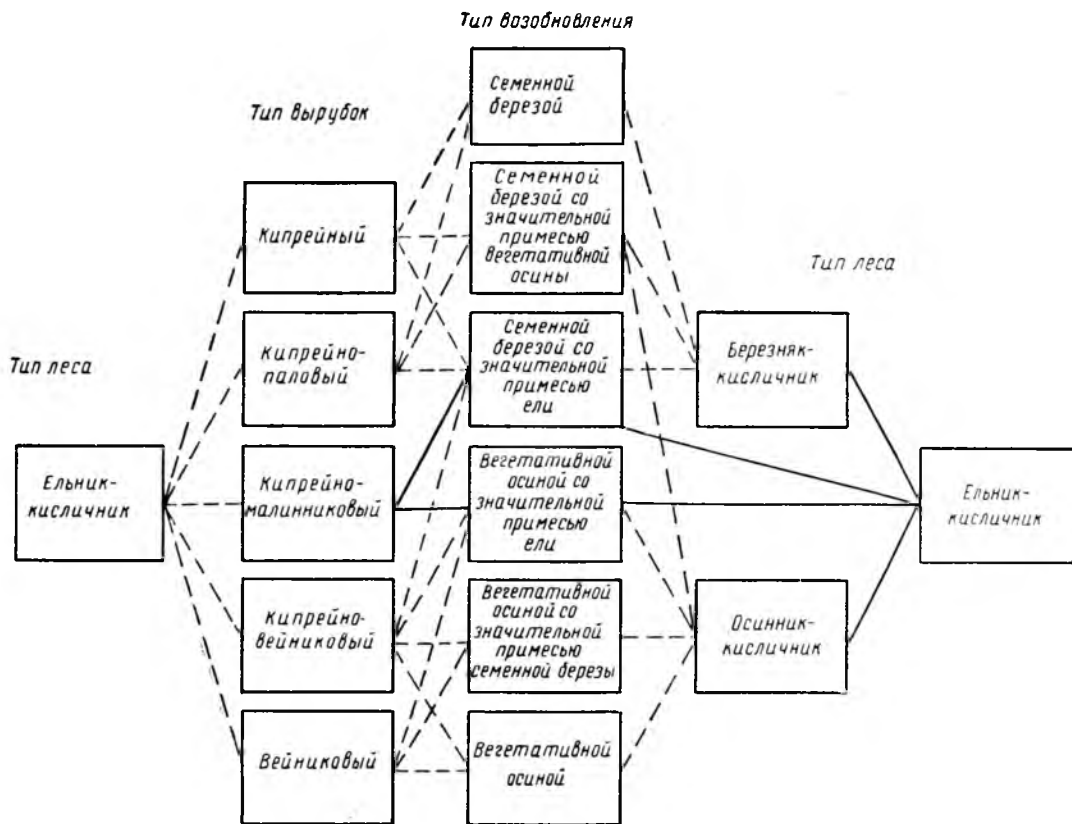 Тип возобновления
Семенной
березой
Тип вырубок
Семенной
березой со
значительной
примесью
вегетативной
осины
Кипрейный
Тип леса
Семенной
березой со
значительной
примесью
ели
Березняк-
кисличник
Кипрейно-
паловый
Тип леса
Ельник-
кисличник
Кипрейно-
малинниковый
Вегетативной
осиной со
значительной
примесью
ели
Ельник-
кисличник
Кипрейно-
вейниковый
Вегетативной
осиной со
значительной
примесью
семенной березы
Осинник-
кисличник
Вейниковый
Вегетативной
осиной